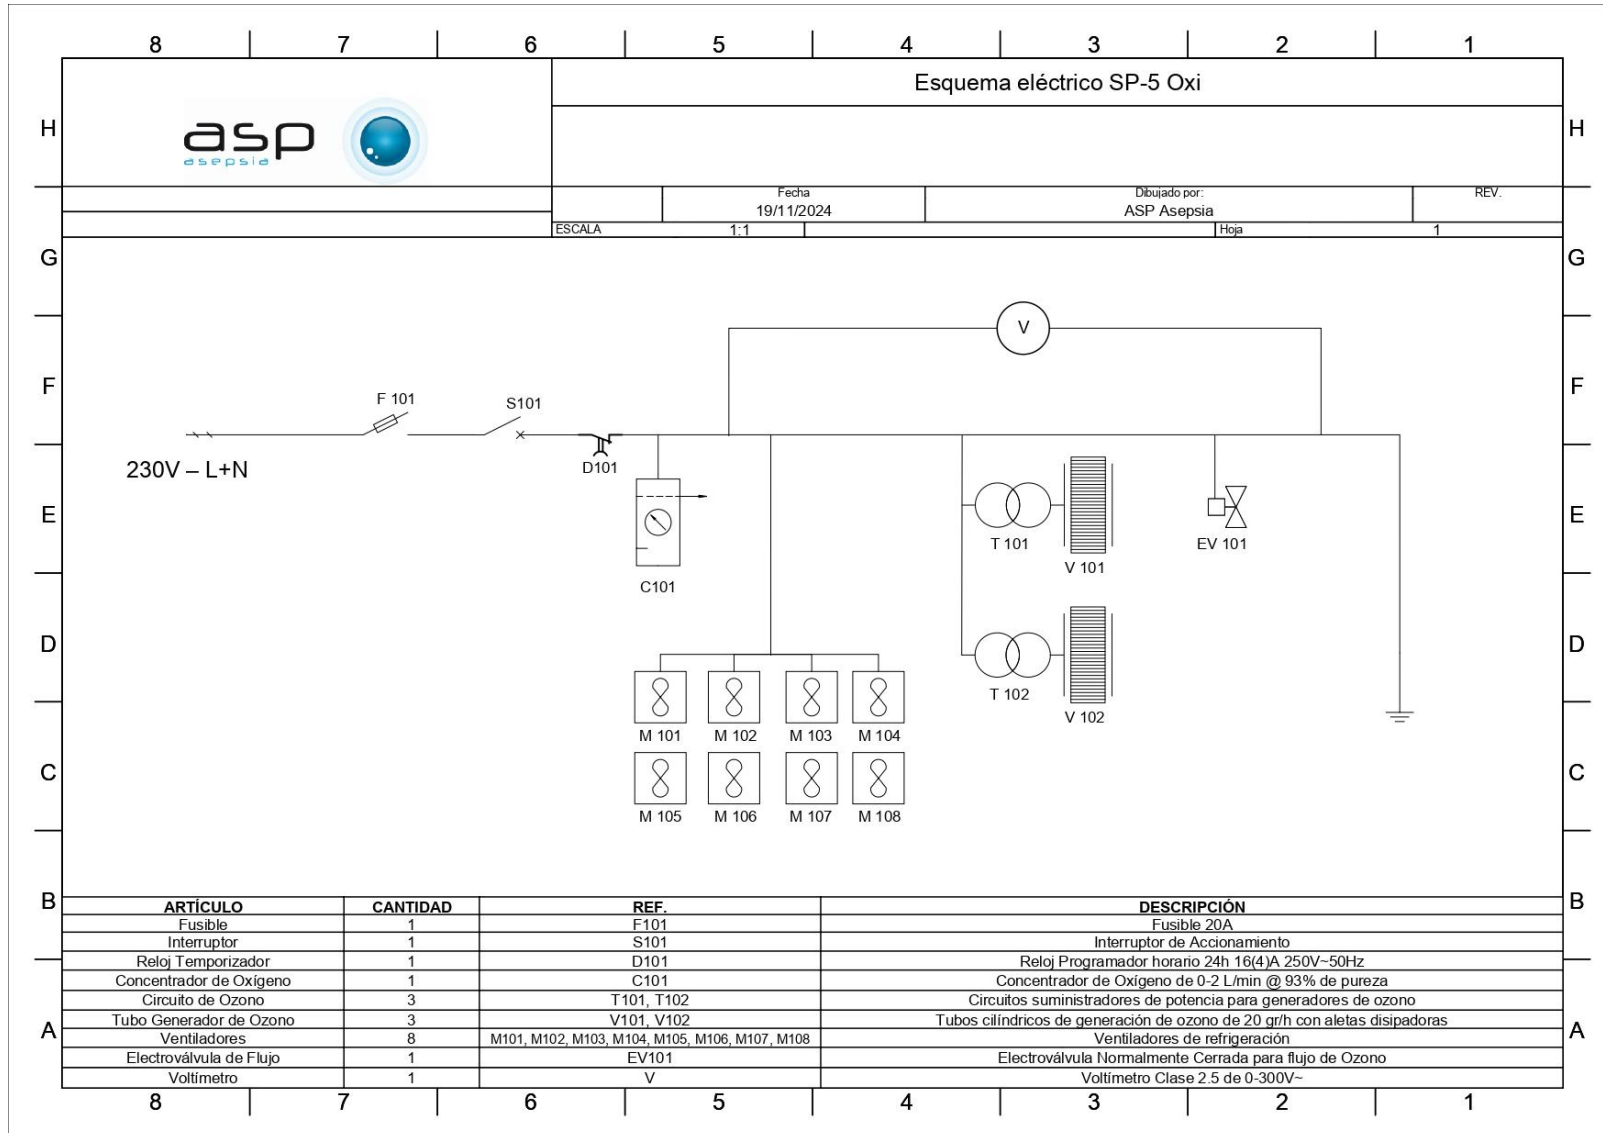 8 7 6 5 4 3 2 1
Esquema eléctrico SP-5 Oxi
H H
asp
asepsia
Fecha Dibujado por: REV.
19/11/2024 ASP Asepsia
ESCALA 1:1 Hoja 1
G G
V
F F
F 101
S101
230V – L+N
D101
E E
T 101
EV 101
V 101
C101
D D
T 102
V 102
M 101 M 102 M 103 M 104
C C
M 105 M 106 M 107 M 108
B B
ARTÍCULO CANTIDAD REF. DESCRIPCIÓN
Fusible 1 F101 Fusible 20A
Interruptor 1 S101 Interruptor de Accionamiento
Reloj Temporizador 1 D101 Reloj Programador horario 24h 16(4)A 250V~50Hz
Concentrador de Oxígeno 1 C101 Concentrador de Oxígeno de 0-2 L/min @ 93% de pureza
Circuito de Ozono 3 T101, T102 Circuitos suministradores de potencia para generadores de ozono
Tubo Generador de Ozono 3 V101, V102 Tubos cilíndricos de generación de ozono de 20 gr/h con aletas disipadoras
A A
Ventiladores 8 M101, M102, M103, M104, M105, M106, M107, M108 Ventiladores de refrigeración
Electroválvula de Flujo 1 EV101 Electroválvula Normalmente Cerrada para flujo de Ozono
Voltímetro 1 V Voltímetro Clase 2.5 de 0-300V~
8 7 6 5 4 3 2 1